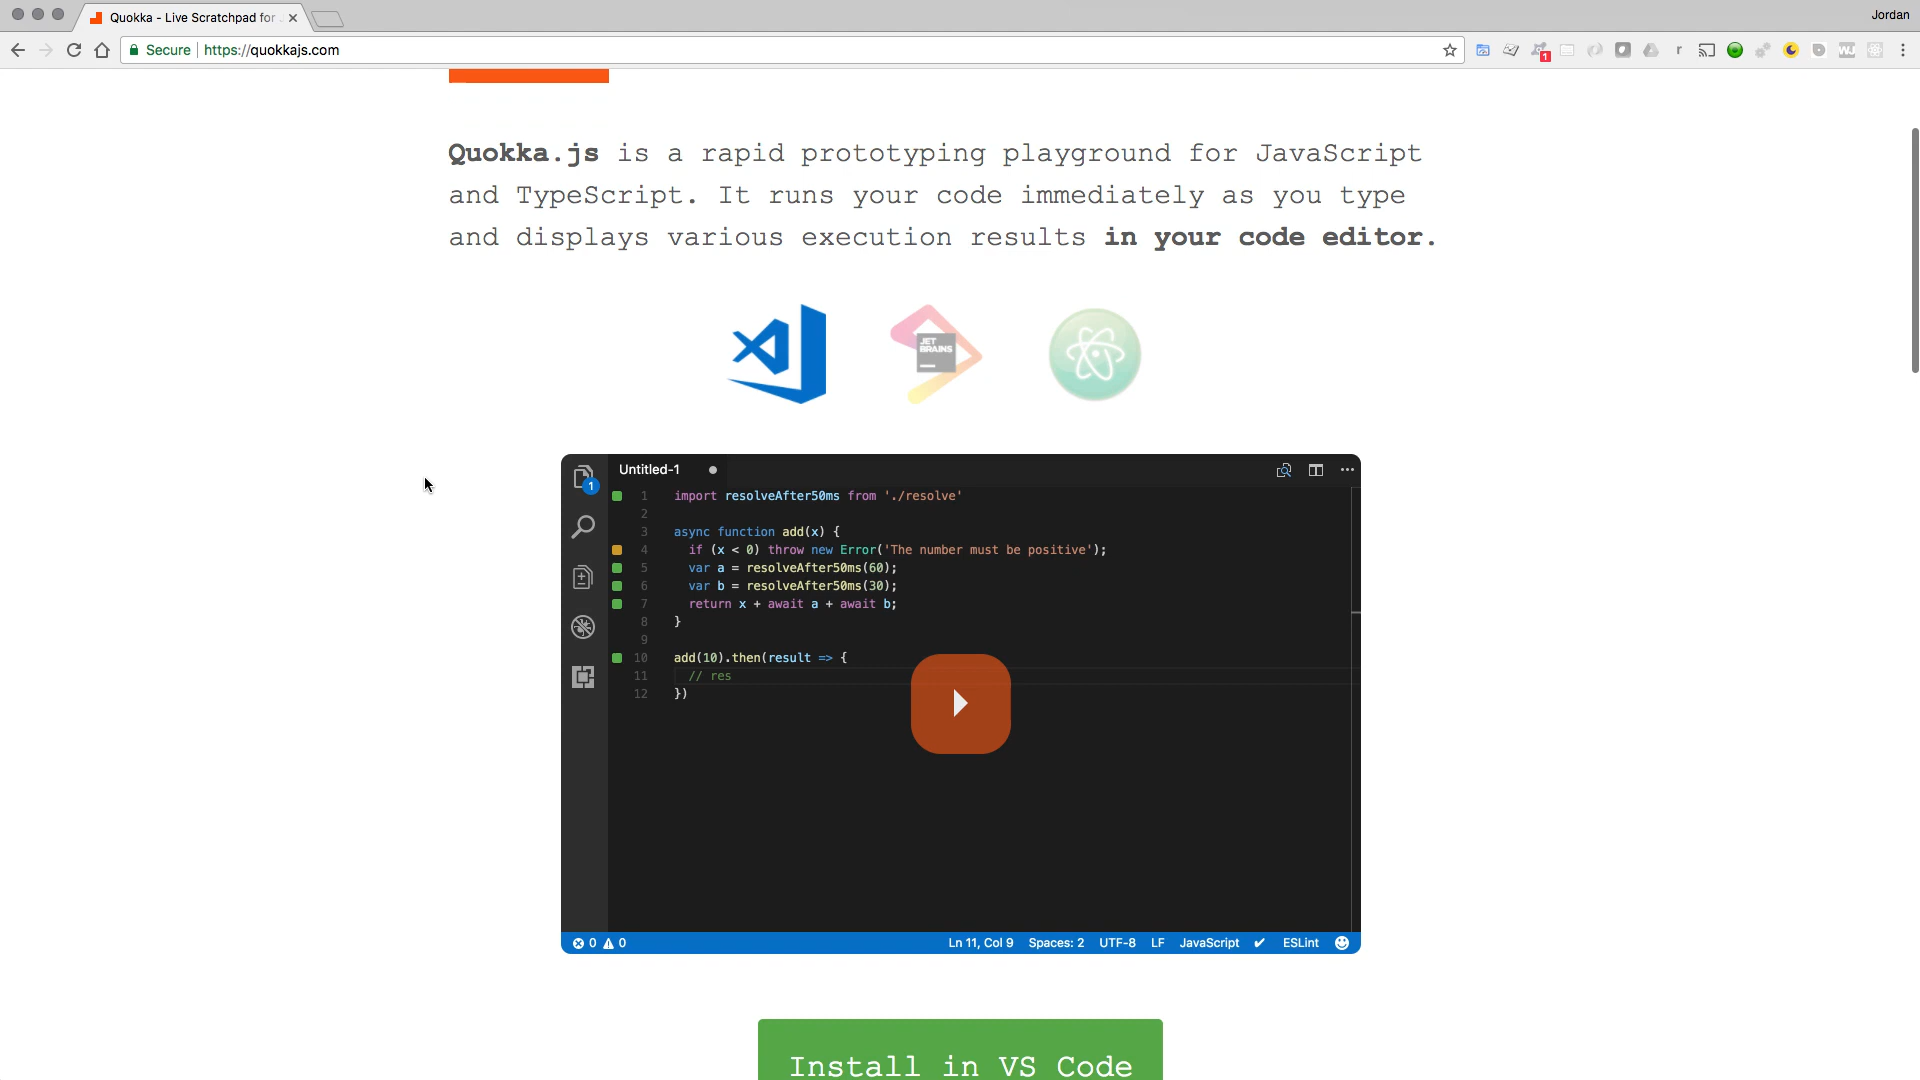 Quokka - Live Scratchpad for
Jordan
Secure
https://quokkajs.com
1
r
WJ
Quokka.js is a rapid prototyping playground for JavaScript
and TypeScript. It runs your code immediately as you type
and displays various execution results in your code editor.
JET
BRAINS
Untitled-1
1
1 import resolveAfter50ms from './resolve'
2
3 async function add(x) {
4 if (x < 0) throw new Error('The number must be positive');
5 var a = resolveAfter50ms(60);
6 var b = resolveAfter50ms(30);
7 return x + await a + await b;
8 }
9
10 add(10).then(result => {
11 // res
12 })
0 0
Ln 11, Col 9 Spaces: 2 UTF-8 LF JavaScript ESLint
Install in VS Code